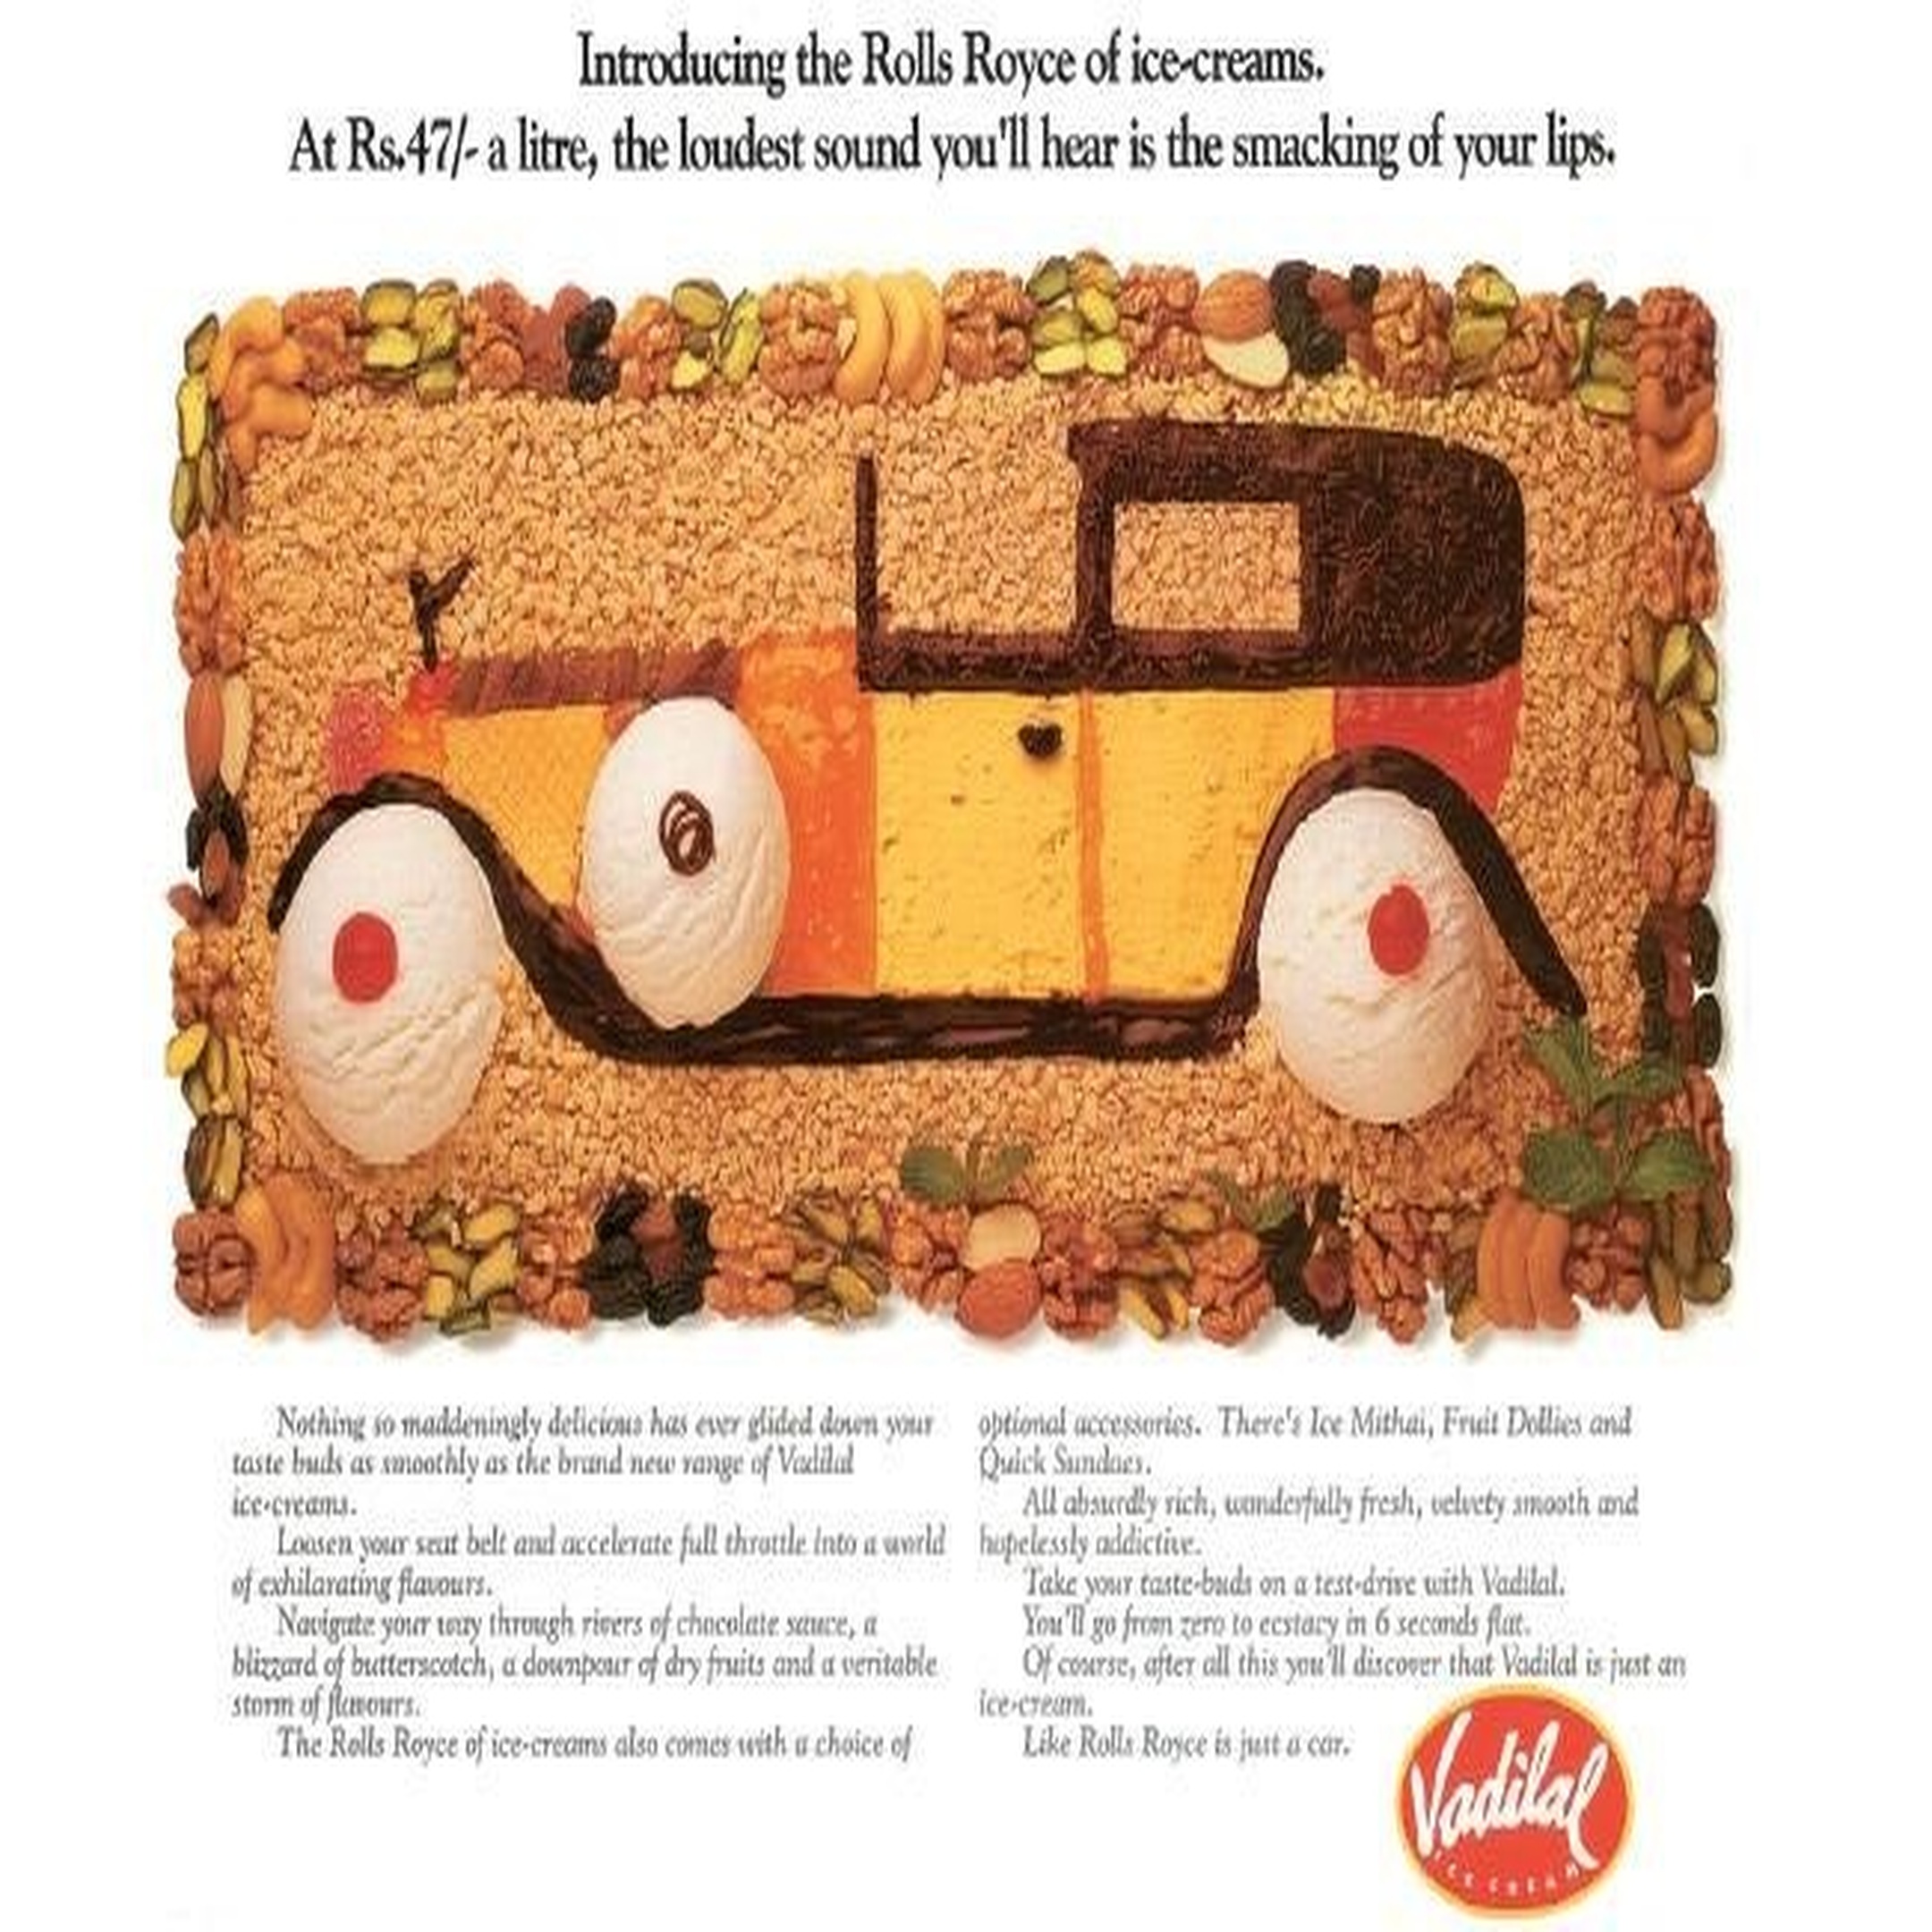 Introducing the Rolls Royce of ice-creams.
At Rs.47/- a litre, the loudest sound you'll hear is the smacking of your lips.
Nothing so maddeningly delicious has ever glided down your
taste buds as smoothly as the brand new range of Vadilal
ice-creams.
Loosen your seat belt and accelerate full throttle into a world
of exhilarating flavours.
Navigate your way through rivers of chocolate sauce, a
blizzard of butterscotch, a downpour of dry fruits and a veritable
storm of flavours.
The Rolls Royce of ice-creams also comes with a choice of
optional accessories. There's Ice Mithai, Fruit Dollies and
Quick Sundaes.
All absurdly rich, wonderfully fresh, velvety smooth and
hopelessly addictive.
Take your taste-buds on a test-drive with Vadilal.
You'll go from zero to ecstacy in 6 seconds flat.
Of course, after all this you'll discover that Vadilal is just an
ice-cream.
Like Rolls Royce is just a car.
Vadilal
ICE CREAM